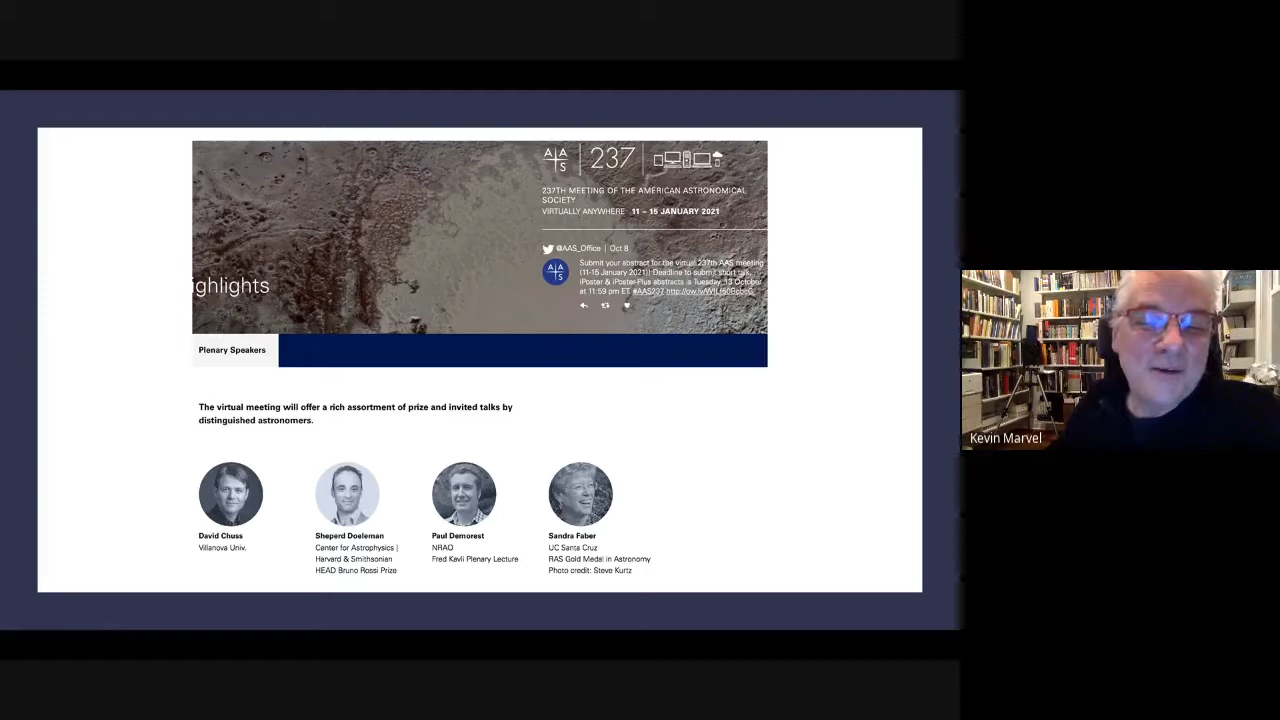 AAS
237
237TH MEETING OF THE AMERICAN ASTRONOMICAL
SOCIETY
VIRTUALLY ANYWHERE 11 – 15 JANUARY 2021
@AAS_Office | Oct 8
AAS
Submit your abstract for the virtual 237th AAS meeting
(11-15 January 2021)! Deadline to submit short talk,
iPoster & iPoster-Plus abstracts is Tuesday, 13 October
at 11:59 pm ET. #AAS237
ighlights
Plenary Speakers
The virtual meeting will offer a rich assortment of prize and invited talks by
distinguished astronomers.
David Chuss
Villanova Univ.
Sheperd Doeleman
Center for Astrophysics |
Harvard & Smithsonian
HEAD Bruno Rossi Prize
Paul Demorest
NRAO
Fred Kavli Plenary Lecture
Sandra Faber
UC Santa Cruz
RAS Gold Medal in Astronomy
Photo credit: Steve Kurtz
Kevin Marvel